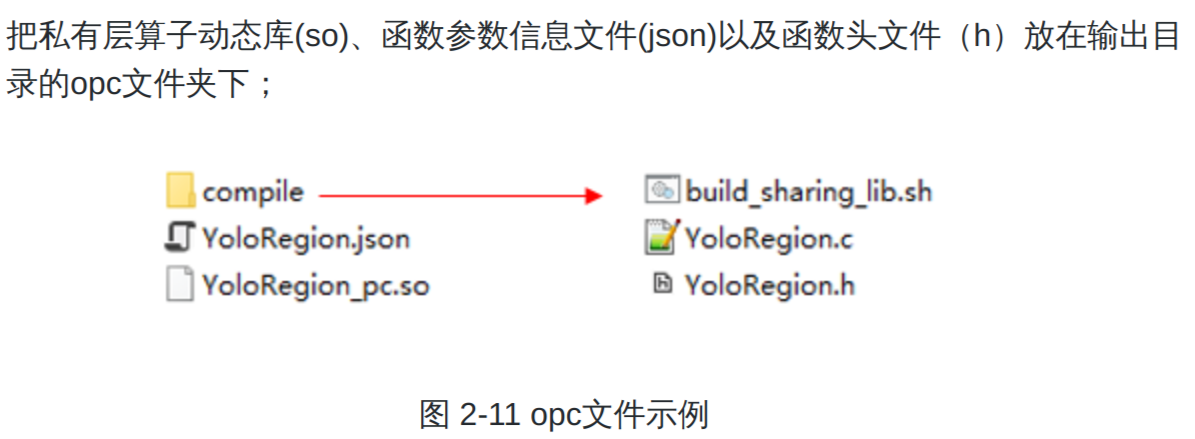 把私有层算子动态库(so)、函数参数信息文件(json)以及函数头文件（h）放在输出目
录的opc文件夹下；
compile
build_sharing_lib.sh
YoloRegion.json
YoloRegion.c
YoloRegion_pc.so
YoloRegion.h
图 2-11 opc文件示例